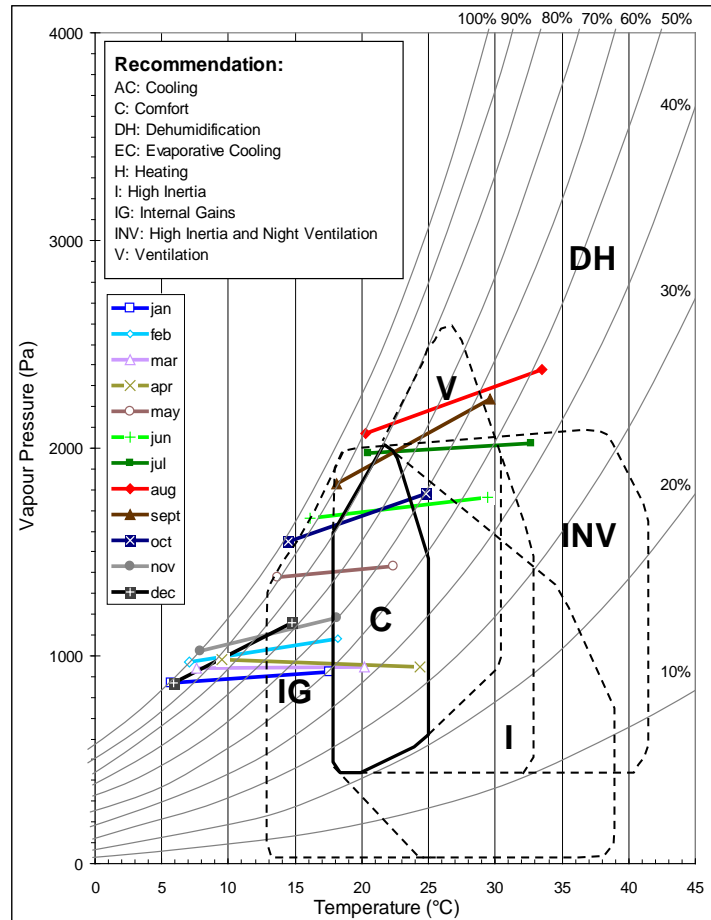 100% 90% 80% 70% 60% 50%
4000
Recommendation:
AC: Cooling
C: Comfort
DH: Dehumidification
EC: Evaporative Cooling
H: Heating
I: High Inertia
IG: Internal Gains
INV: High Inertia and Night Ventilation
V: Ventilation
40%
3000
DH
30%
jan
feb
mar
apr
may
jun
jul
aug
sept
oct
nov
dec
V
Vapour Pressure (Pa)
2000
20%
INV
C
1000
IG
10%
I
0
0 5 10 15 20 25 30 35 40 45
Temperature (°C)